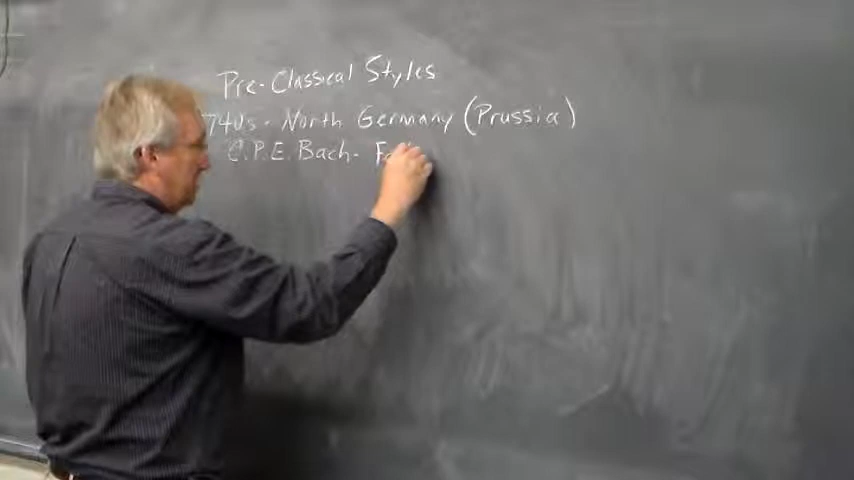 Pre-Classical Styles
740s - North Germany (Prussia)
C.P.E. Bach-